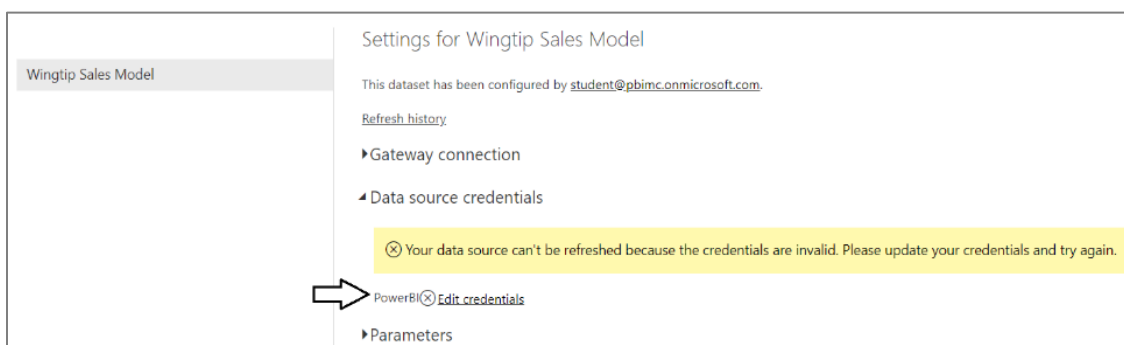 Settings for Wingtip Sales Model
Wingtip Sales Model
This dataset has been configured by student@pbimc.onmicrosoft.com.
Refresh history
Gateway connection
Data source credentials
Your data source can't be refreshed because the credentials are invalid. Please update your credentials and try again.
PowerBI Edit credentials
Parameters